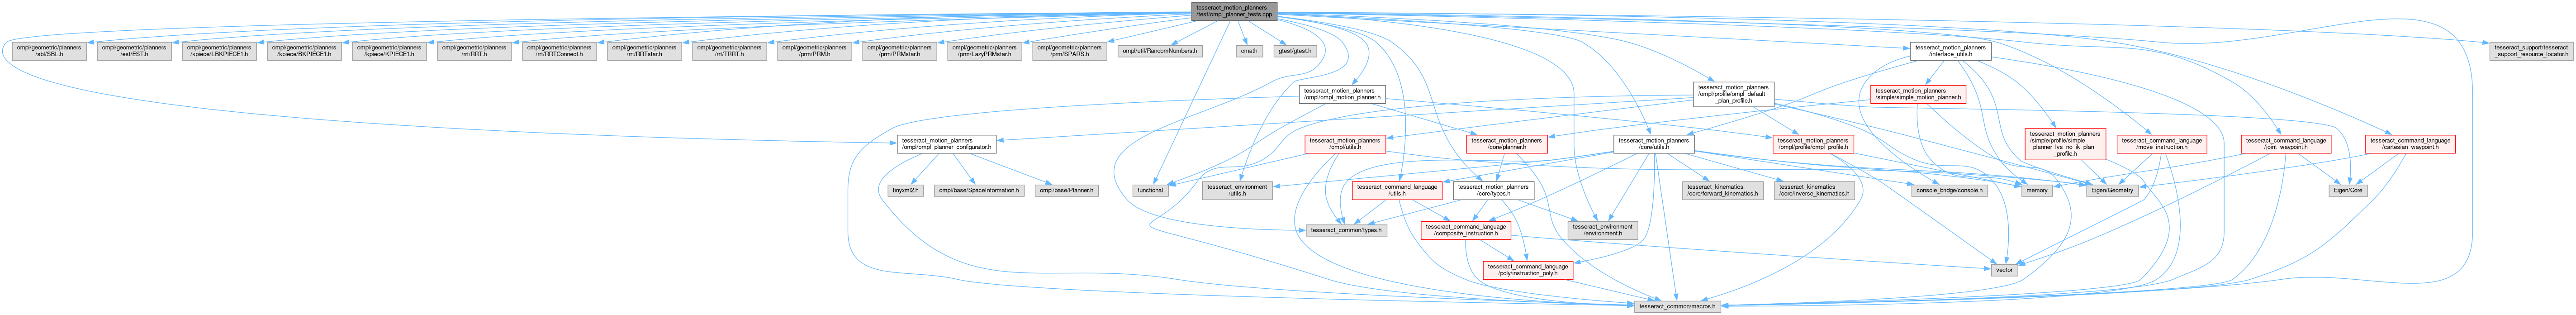 tesseract_motion_planners
/test/ompl_planner_tests.cpp
ompl/geometric/planners
/sbl/SBL.h
ompl/geometric/planners
/est/EST.h
ompl/geometric/planners
/kpiece/LBKPIECE1.h
ompl/geometric/planners
/kpiece/BKPIECE1.h
ompl/geometric/planners
/kpiece/KPIECE1.h
ompl/geometric/planners
/rrt/RRT.h
ompl/geometric/planners
/rrt/RRTConnect.h
ompl/geometric/planners
/rrt/RRTstar.h
ompl/geometric/planners
/rrt/TRRT.h
ompl/geometric/planners
/prm/PRM.h
ompl/geometric/planners
/prm/PRMstar.h
ompl/geometric/planners
/prm/LazyPRMstar.h
ompl/geometric/planners
/prm/SPARS.h
ompl/util/RandomNumbers.h
cmath
gtest/gtest.h
tesseract_motion_planners
/interface_utils.h
tesseract_support/tesseract
_support_resource_locator.h
tesseract_motion_planners
/ompl/ompl_motion_planner.h
tesseract_motion_planners
/ompl/profile/ompl_default
_plan_profile.h
tesseract_motion_planners
/simple/simple_motion_planner.h
tesseract_motion_planners
/ompl/ompl_planner_configurator.h
tesseract_motion_planners
/ompl/utils.h
tesseract_motion_planners
/core/planner.h
tesseract_motion_planners
/core/utils.h
tesseract_motion_planners
/ompl/profile/ompl_profile.h
tesseract_motion_planners
/simple/profile/simple
_planner_lvs_no_ik_plan
_profile.h
tesseract_command_language
/move_instruction.h
tesseract_command_language
/joint_waypoint.h
tesseract_command_language
/cartesian_waypoint.h
tinyxml2.h
ompl/base/SpaceInformation.h
ompl/base/Planner.h
functional
tesseract_environment
/utils.h
tesseract_command_language
/utils.h
tesseract_motion_planners
/core/types.h
tesseract_kinematics
/core/forward_kinematics.h
tesseract_kinematics
/core/inverse_kinematics.h
console_bridge/console.h
memory
Eigen/Geometry
Eigen/Core
tesseract_common/types.h
tesseract_command_language
/composite_instruction.h
tesseract_environment
/environment.h
tesseract_command_language
/poly/instruction_poly.h
vector
tesseract_common/macros.h